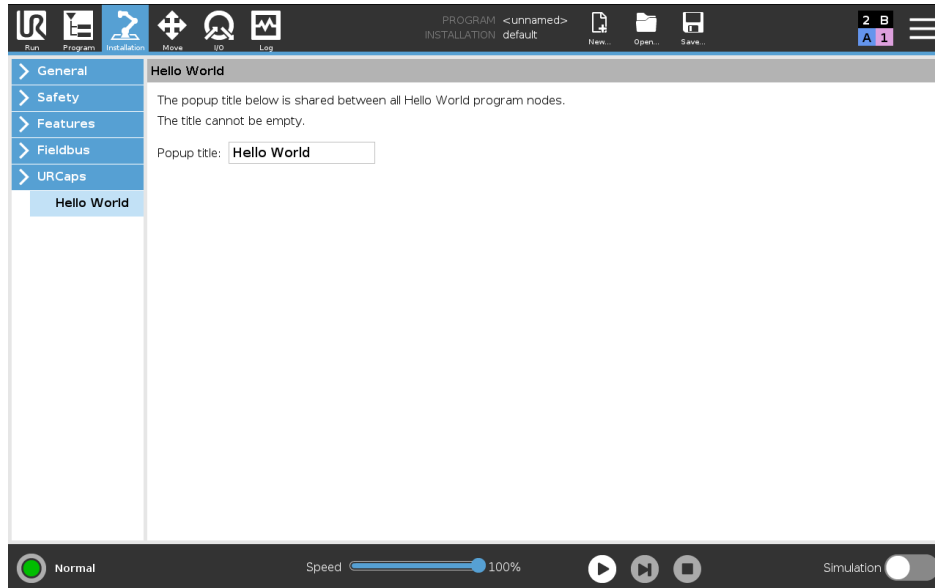 UR
PROGRAM <unnamed>
INSTALLATION default
2 B
A 1
Run Program Installation Move I/O Log New... Open... Save...
General
Safety
Features
Fieldbus
URCaps
Hello World
Hello World
The popup title below is shared between all Hello World program nodes.
The title cannot be empty.
Popup title: Hello World
Normal
Speed 100%
Simulation